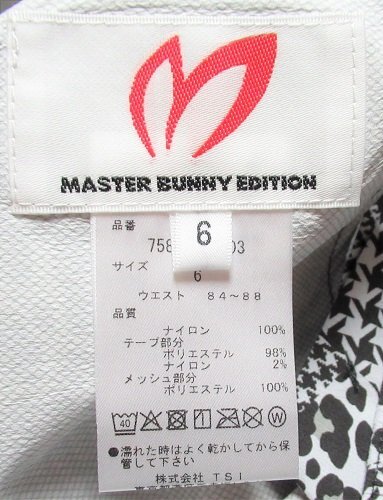 MASTER BUNNY EDITION
6
品番
758 03
サイズ
6
ウエスト 84~88
品質
ナイロン 100%
テープ部分
ポリエステル 98%
ナイロン 2%
メッシュ部分
ポリエステル 100%
40 W
●濡れた時はよく乾かしてから保
管して下さい
株式会社 TSI